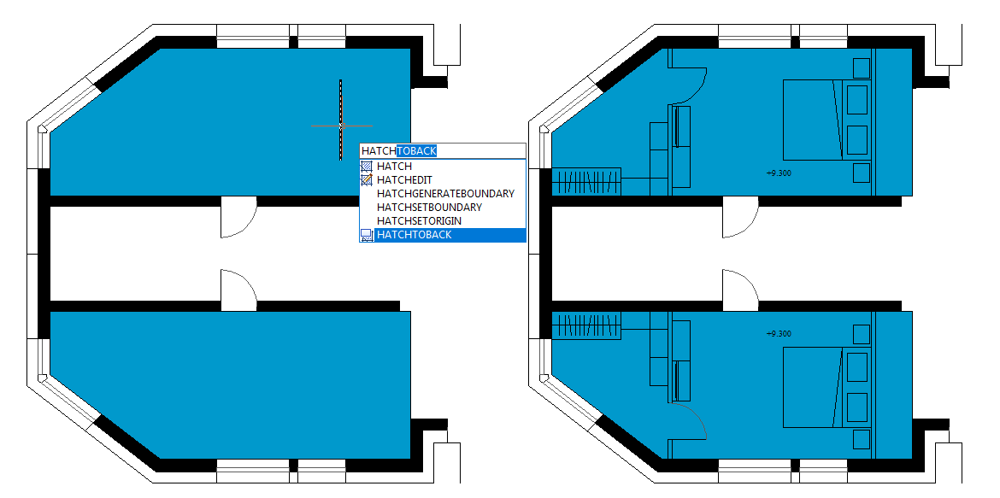 HATCHTOBACK
HATCH
HATCHEDIT
HATCHGENERATEBOUNDARY
HATCHSETBOUNDARY
HATCHSETORIGIN
HATCHTOBACK
+9.300
+9.300